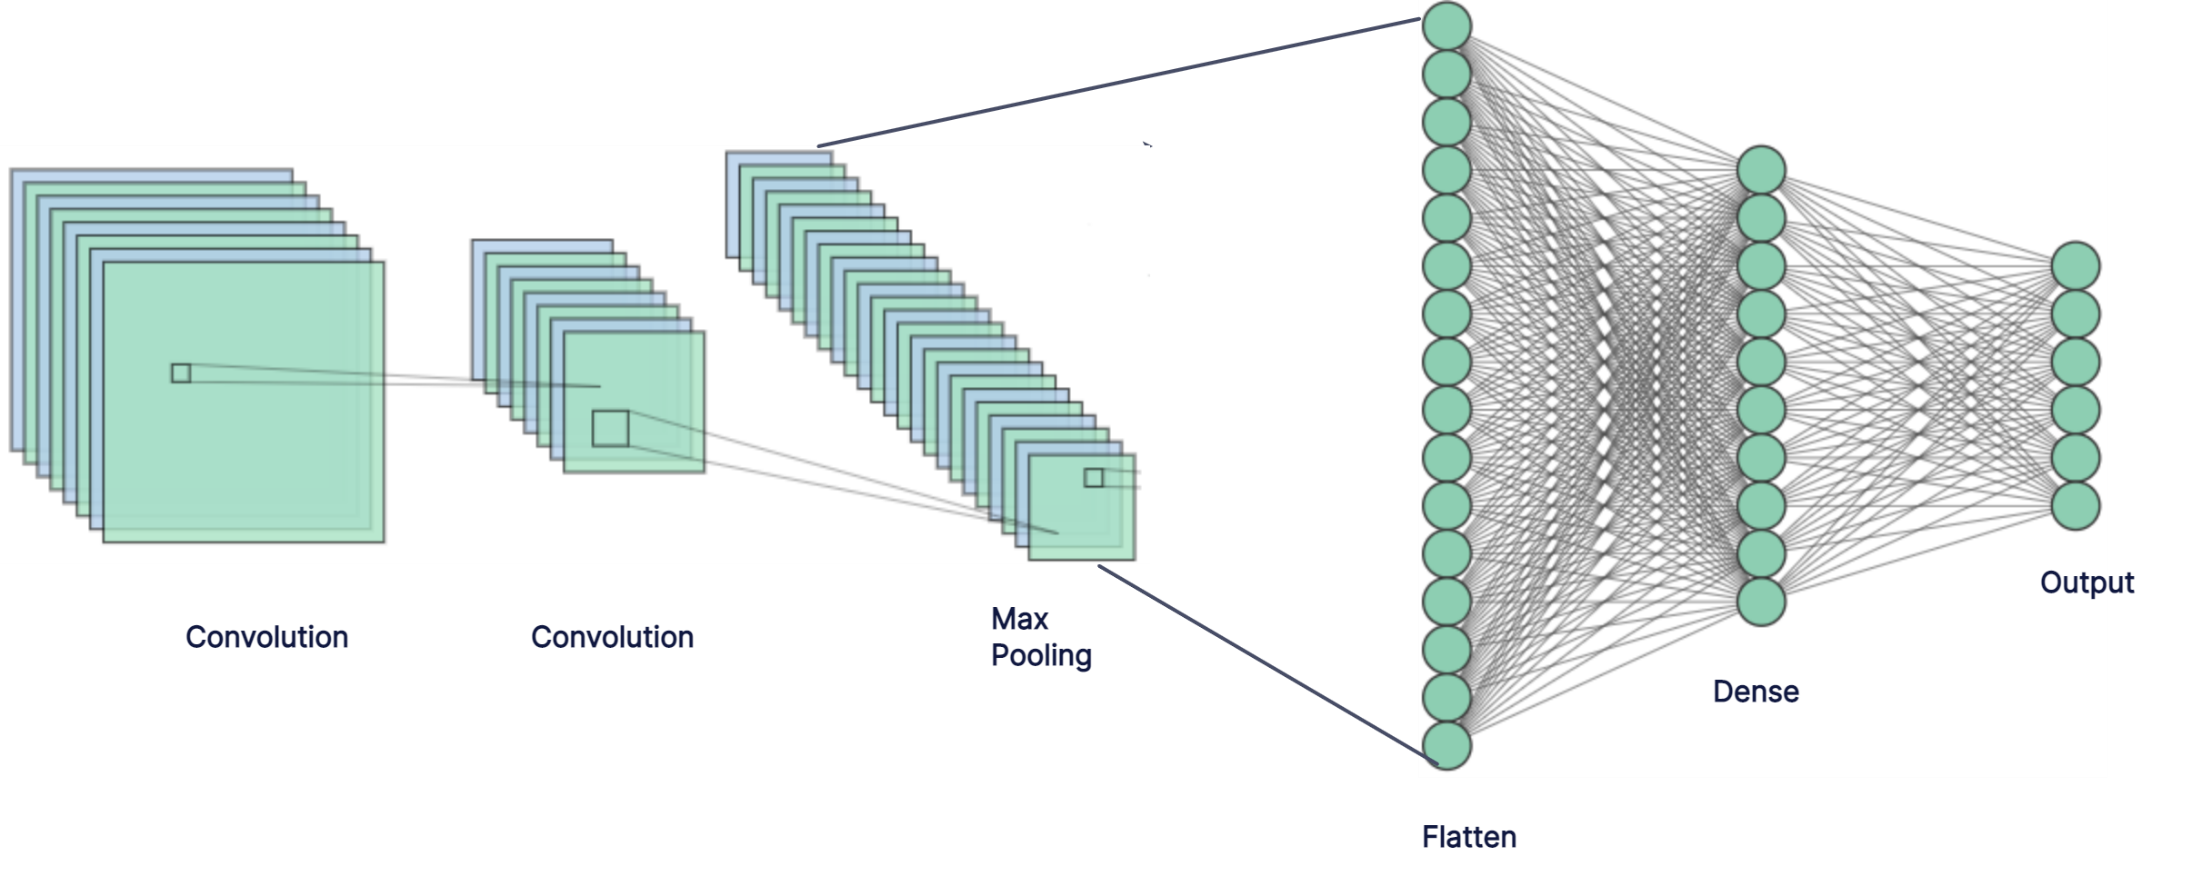 Convolution
Convolution
Max
Pooling
Flatten
Dense
Output